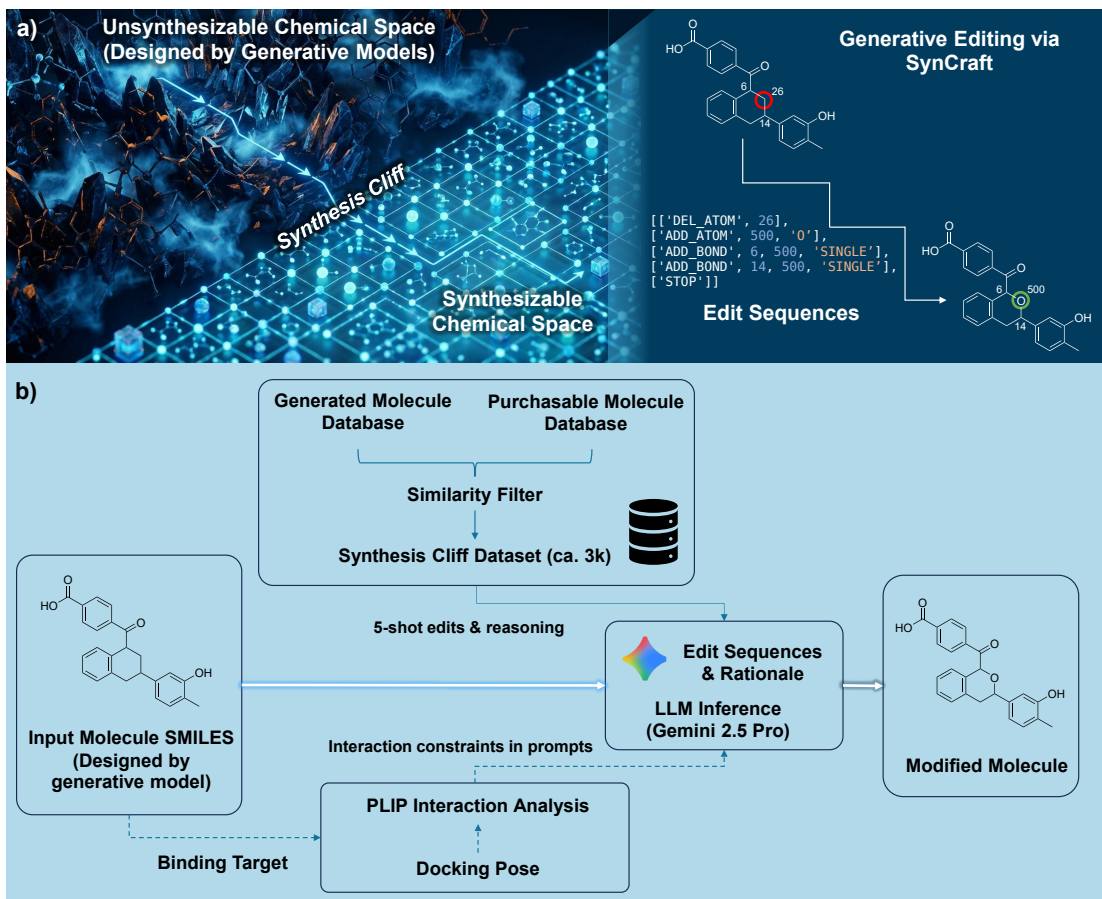 a)
Unsynthesizable Chemical Space
(Designed by Generative Models)
Synthesis Cliff
Synthesizable
Chemical Space
Generative Editing via
SynCraft
O
HO
O
6
26
14
OH
[['DEL_ATOM', 26],
['ADD_ATOM', 500, 'O'],
['ADD_BOND', 6, 500, 'SINGLE'],
['ADD_BOND', 14, 500, 'SINGLE'],
['STOP']]
Edit Sequences
O
HO
O
6
500
O
14
OH
b)
Generated Molecule
Database
Purchasable Molecule
Database
Similarity Filter
Synthesis Cliff Dataset (ca. 3k)
O
HO
O
OH
Input Molecule SMILES
(Designed by
generative model)
5-shot edits & reasoning
Edit Sequences
& Rationale
LLM Inference
(Gemini 2.5 Pro)
Interaction constraints in prompts
PLIP Interaction Analysis
Docking Pose
Binding Target
O
HO
O
O
OH
Modified Molecule